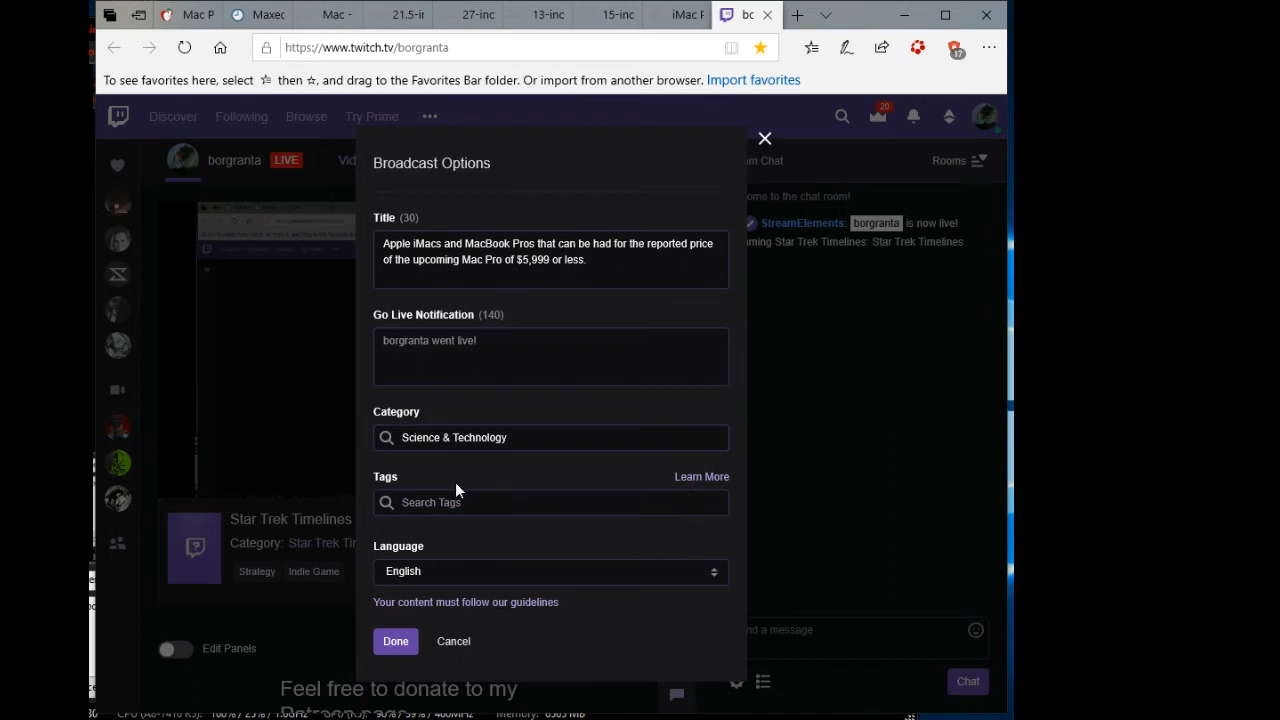 Mac P
Maxec
Mac -
21.5-in
27-inc
13-inc
15-inc
iMac P
bo
https://www.twitch.tv/borgranta
17
To see favorites here, select then , and drag to the Favorites Bar folder. Or import from another browser. Import favorites
Discover Following Browse Try Prime
20
borgranta LIVE Vid
am Chat
Rooms
Broadcast Options
Title (30)
Apple iMacs and MacBook Pros that can be had for the reported price
of the upcoming Mac Pro of $5,999 or less.
ome to the chat room!
StreamElements: borgranta is now live!
aming Star Trek Timelines: Star Trek Timelines
Go Live Notification (140)
borgranta went live!
Category
Science & Technology
Tags Learn More
Search Tags
Language
English
Your content must follow our guidelines
Done Cancel
Star Trek Timelines
Category: Star Trek Tim
Strategy Indie Game
Edit Panels
nd a message
Chat
Feel free to donate to my